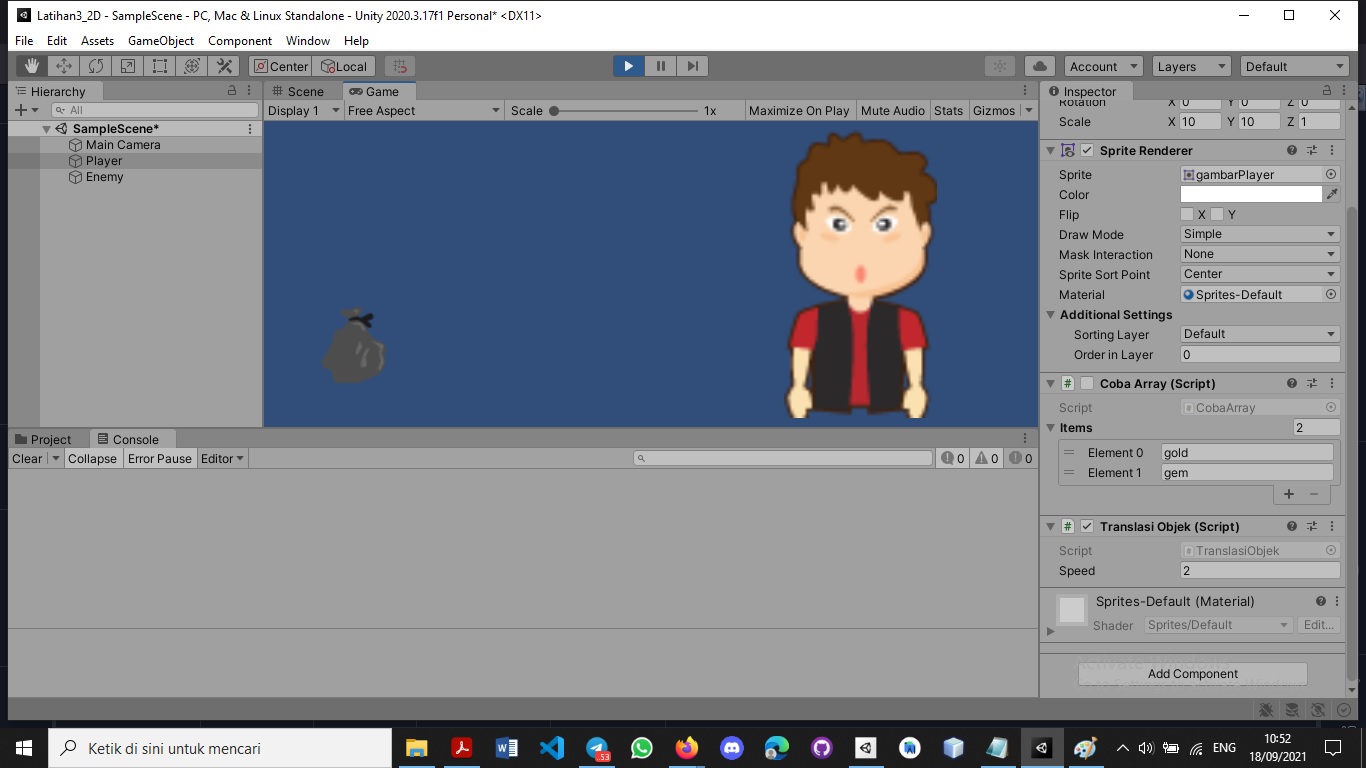 Latihan3_2D - SampleScene - PC, Mac & Linux Standalone - Unity 2020.3.17f1 Personal* <DX11>
File Edit Assets GameObject Component Window Help
Center Local Account Layers Default
Hierarchy
All
SampleScene*
Main Camera
Player
Enemy
Scene Game
Display 1 Free Aspect Scale 1x Maximize On Play Mute Audio Stats Gizmos
Inspector
Rotation X 0 Y 0 Z 0
Scale X 10 Y 10 Z 1
Sprite Renderer
Sprite gambarPlayer
Color
Flip X Y
Draw Mode Simple
Mask Interaction None
Sprite Sort Point Center
Material Sprites-Default
Additional Settings
Sorting Layer Default
Order in Layer 0
# Coba Array (Script)
Script CobaArray
Items 2
Element 0 gold
Element 1 gem
+ -
# Translasi Objek (Script)
Script TranslasiObjek
Speed 2
Sprites-Default (Material)
Shader Sprites/Default Edit...
Add Component
Project Console
Clear Collapse Error Pause Editor 0 0 0
Ketik di sini untuk mencari
53
ENG
10:52
18/09/2021